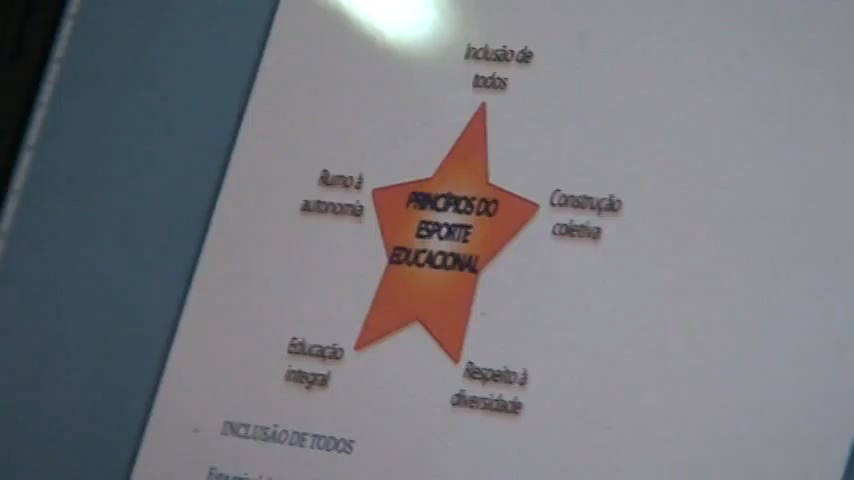 Inclusão de
todos
Rumo à
autonomia
PRINCÍPIOS DO
ESPORTE
EDUCACIONAL
Construção
coletiva
Educação
integral
Respeito à
diversidade
INCLUSÃO DE TODOS